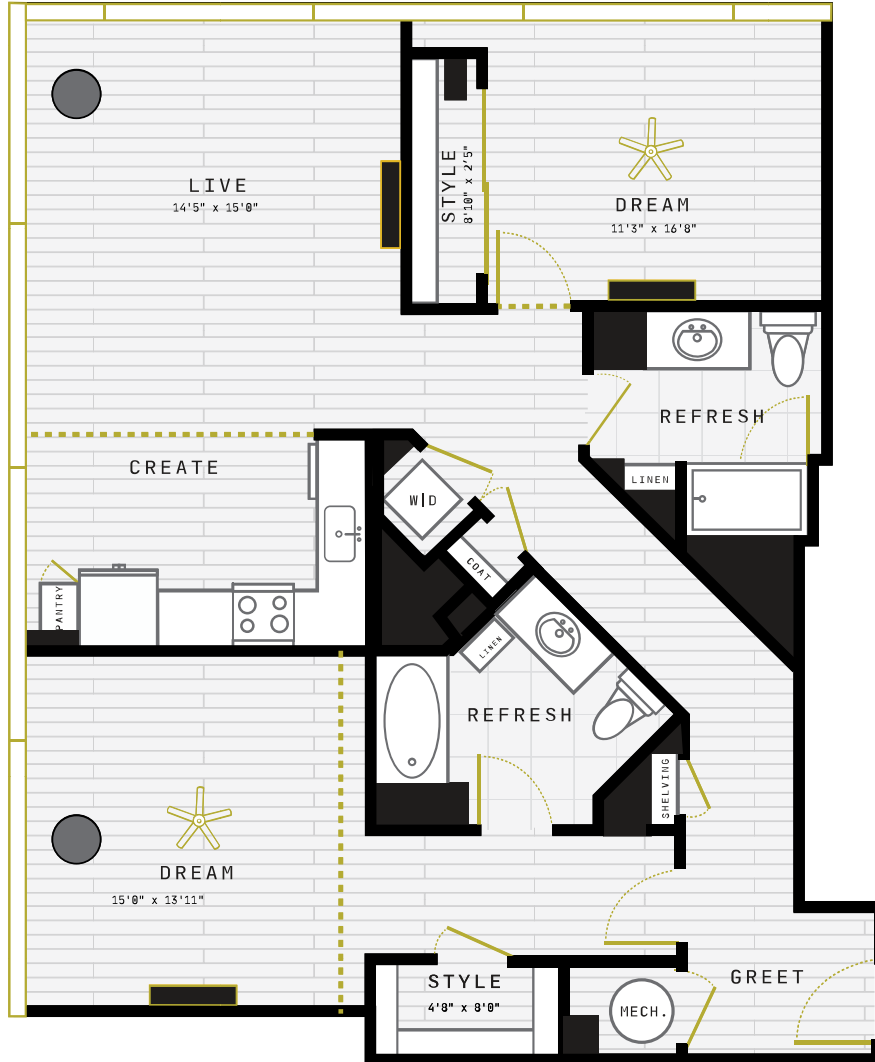 LIVE
14'5" x 15'0"
STYLE
8'10" x 2'5"
DREAM
11'3" x 16'8"
REFRESH
CREATE
LINEN
W|D
COAT
PANTRY
LINEN
REFRESH
SHELVING
DREAM
15'0" x 13'11"
STYLE
4'8" x 8'0"
GREET
MECH.